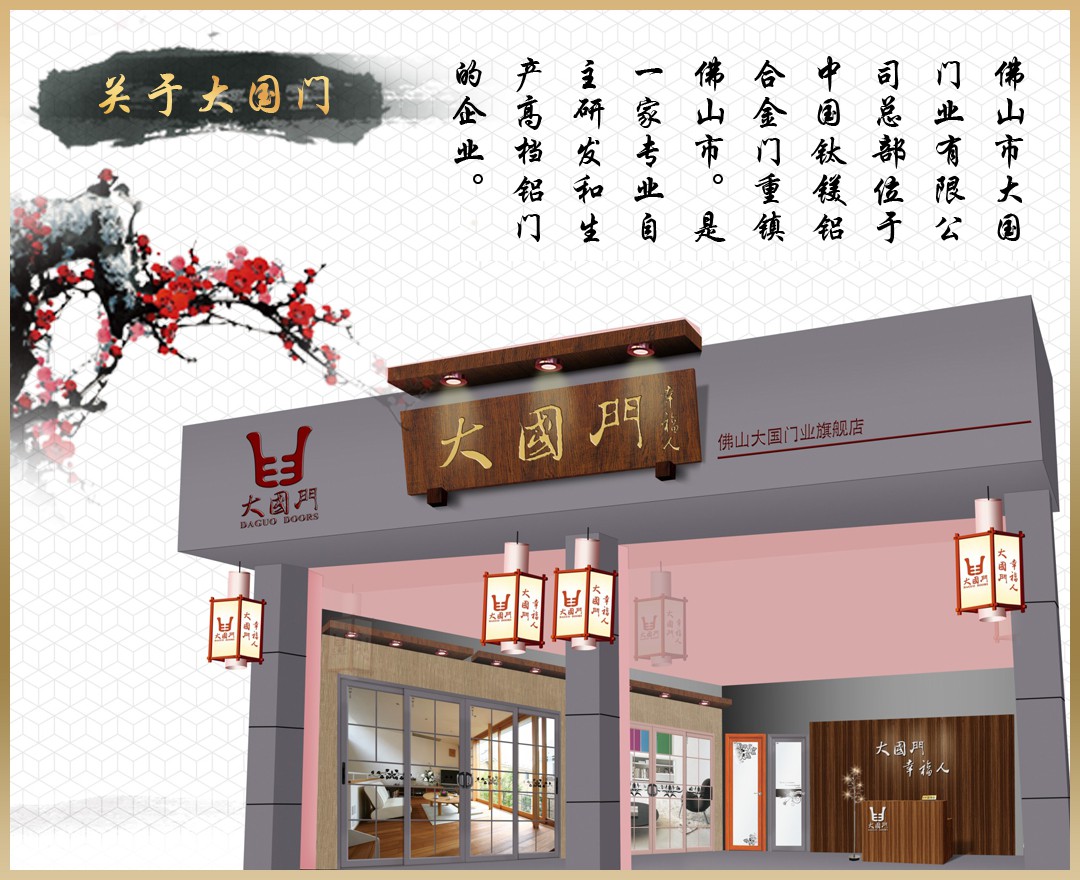 关于大国门
佛山市大国
门业有限公
司总部位于
中国钛镁铝
合金门重镇
佛山市。是
一家专业自
主研发和生
产高档铝门
的企业。
大國門
幸福人
佛山大国门业旗舰店
大國門
DAGUO DOORS
大國門
幸福人
大國門
幸福人
大國門
幸福人
大國門
幸福人
大國門
幸福人
大國門